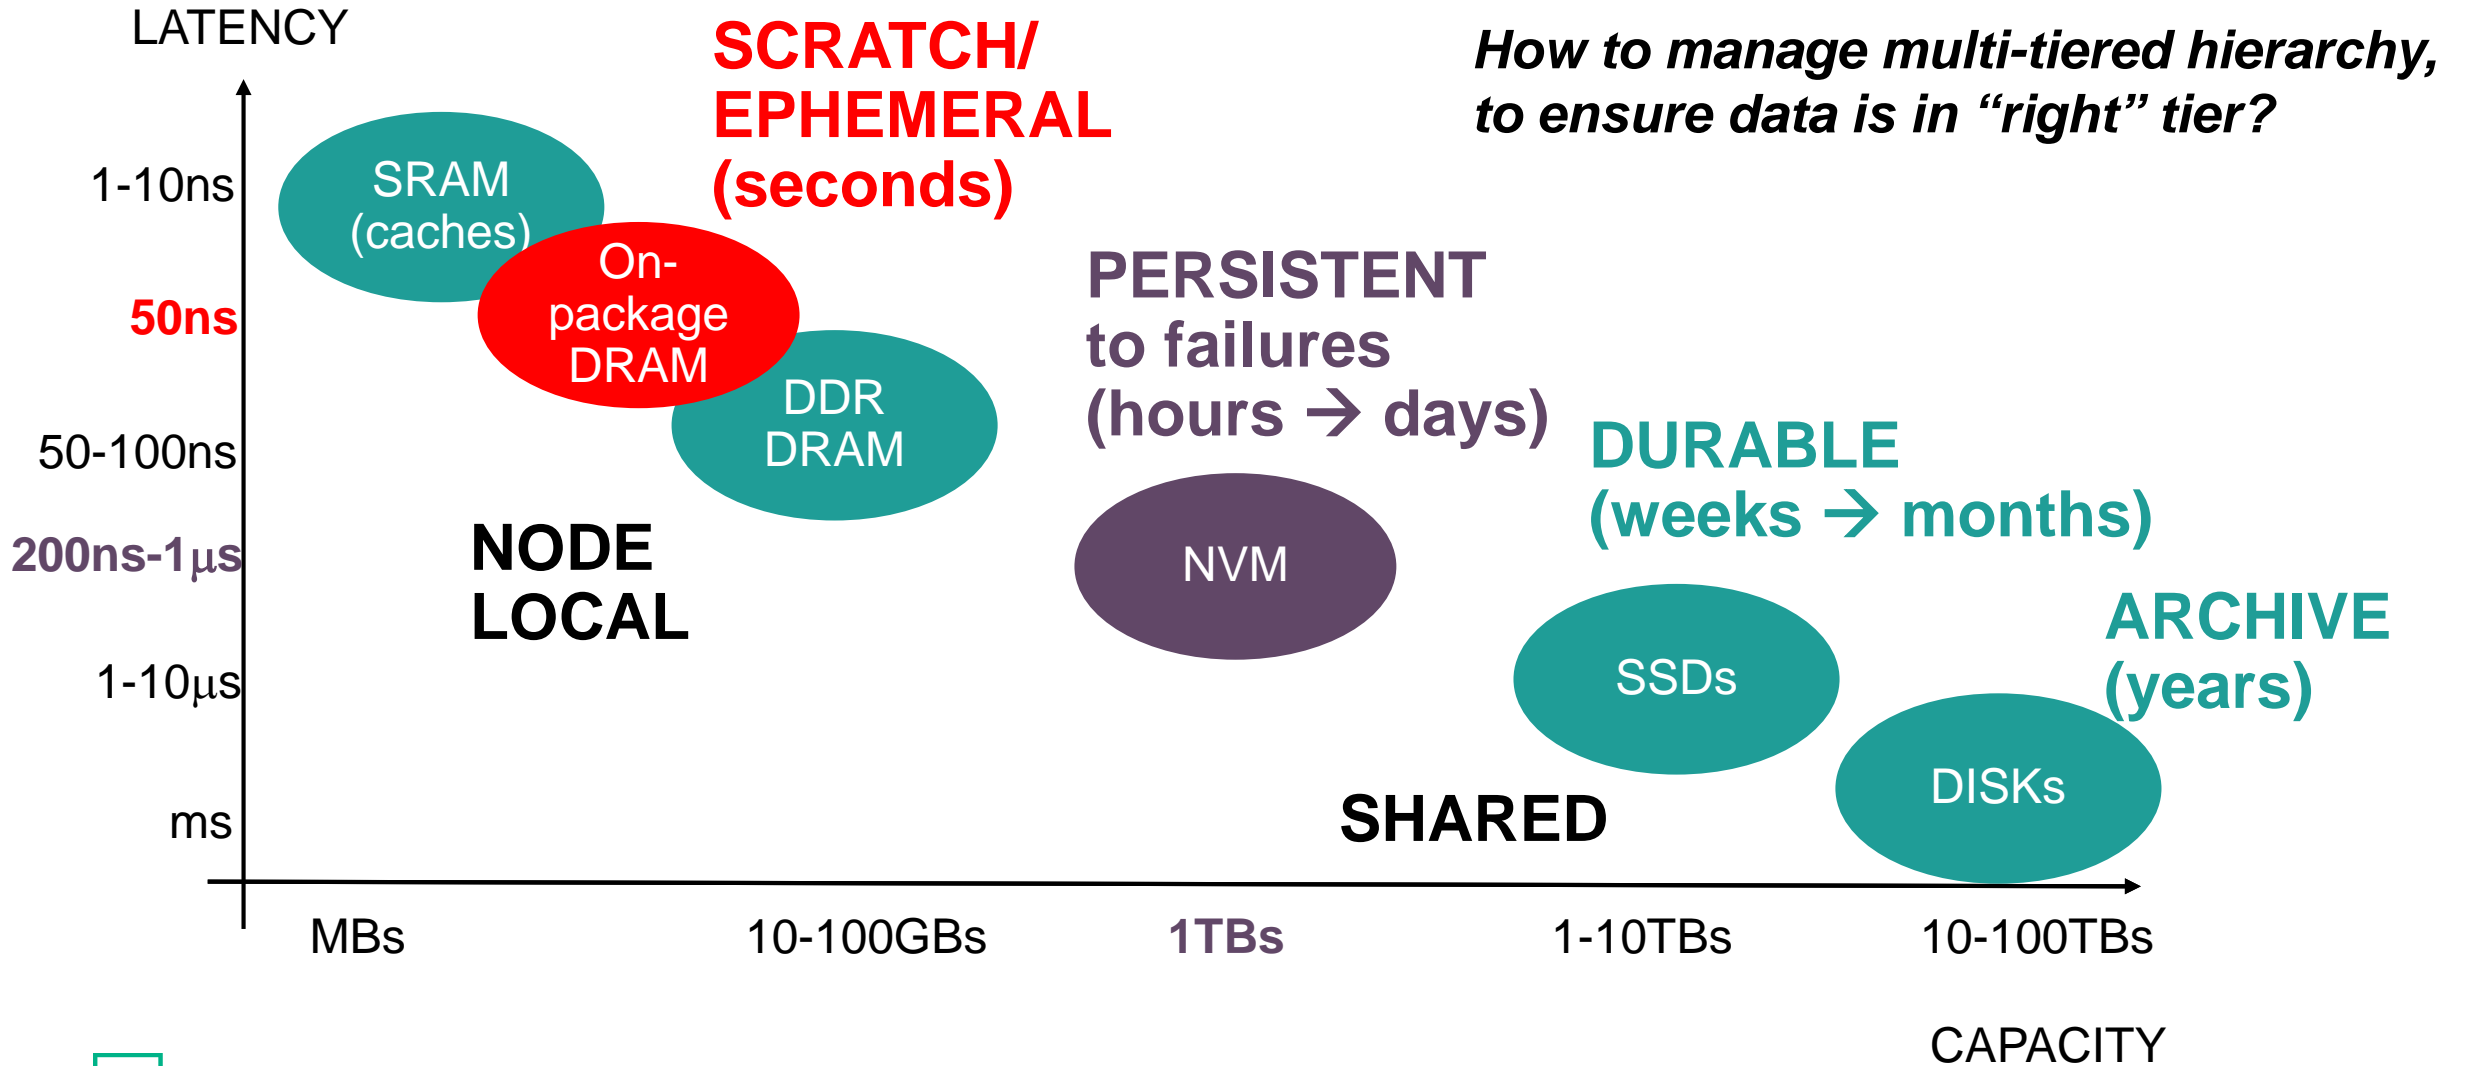 LATENCY
SCRATCH/
EPHEMERAL
(seconds)
How to manage multi-tiered hierarchy,
to ensure data is in “right” tier?
1-10ns
50ns
50-100ns
200ns-1μs
1-10μs
ms
SRAM
(caches)
On-
package
DRAM
DDR
DRAM
PERSISTENT
to failures
(hours → days)
DURABLE
(weeks → months)
ARCHIVE
(years)
NODE
LOCAL
NVM
SSDs
DISKs
SHARED
MBs
10-100GBs
1TBs
1-10TBs
10-100TBs
CAPACITY